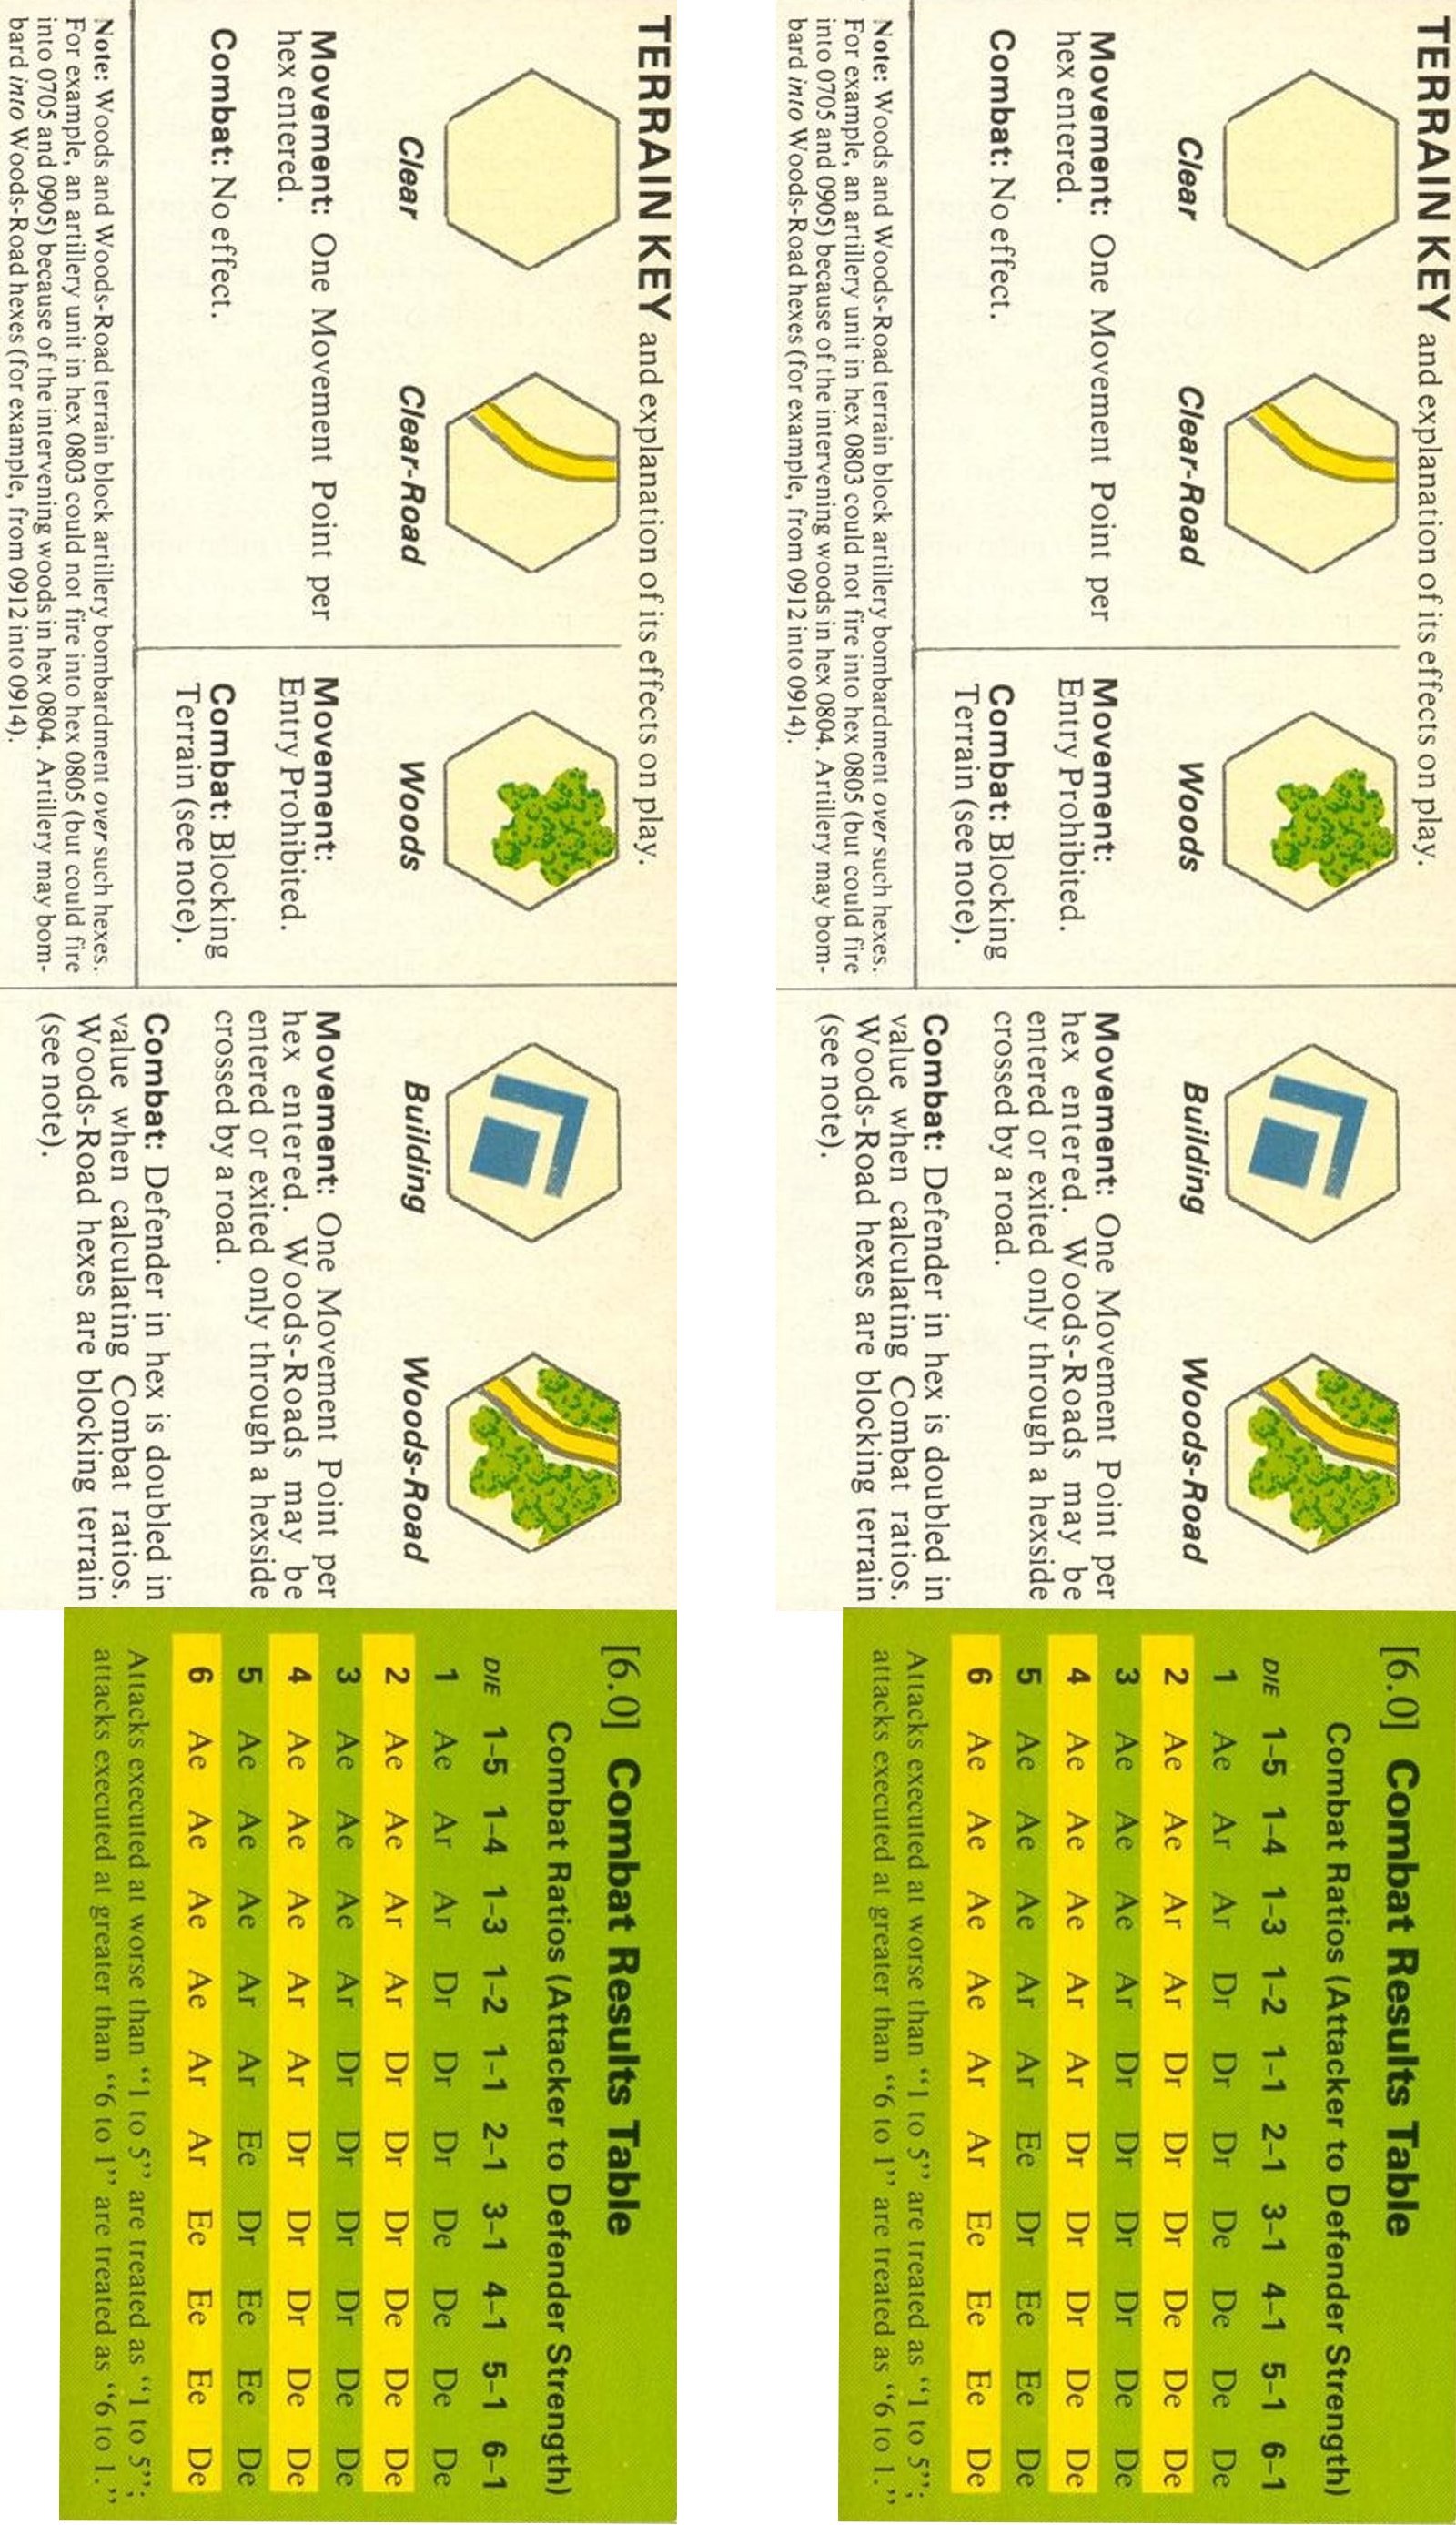 TERRAIN KEY and explanation of its effects on play.
Clear
Clear-Road
Movement: One Movement Point per
hex entered.
Combat: No effect.
Woods
Movement:
Entry Prohibited.
Combat: Blocking
Terrain (see note).
Note: Woods and Woods-Road terrain block artillery bombardment over such hexes.
For example, an artillery unit in hex 0803 could not fire into hex 0805 (but could fire
into 0705 and 0905) because of the intervening woods in hex 0804. Artillery may bom-
bard into Woods-Road hexes (for example, from 0912 into 0914).
Building
Woods-Road
Movement: One Movement Point per
hex entered. Woods-Roads may be
entered or exited only through a hexside
crossed by a road.
Combat: Defender in hex is doubled in
value when calculating Combat ratios.
Woods-Road hexes are blocking terrain
(see note).
[6.0] Combat Results Table
Combat Ratios (Attacker to Defender Strength)
DIE 1–5 1–4 1–3 1–2 1–1 2–1 3–1 4–1 5–1 6–1
1 Ae Ar Ar Dr Dr Dr De De De De
2 Ae Ae Ar Ar Dr Dr Dr De De De
3 Ae Ae Ae Ar Dr Dr Dr Dr De De
4 Ae Ae Ae Ar Ar Dr Dr Dr De De
5 Ae Ae Ae Ar Ar Ee Dr Ee Ee De
6 Ae Ae Ae Ae Ar Ar Ee Ee Ee De
Attacks executed at worse than “1 to 5” are treated as “1 to 5”;
attacks executed at greater than “6 to 1” are treated as “6 to 1.”
TERRAIN KEY and explanation of its effects on play.
Clear
Clear-Road
Movement: One Movement Point per
hex entered.
Combat: No effect.
Woods
Movement:
Entry Prohibited.
Combat: Blocking
Terrain (see note).
Note: Woods and Woods-Road terrain block artillery bombardment over such hexes.
For example, an artillery unit in hex 0803 could not fire into hex 0805 (but could fire
into 0705 and 0905) because of the intervening woods in hex 0804. Artillery may bom-
bard into Woods-Road hexes (for example, from 0912 into 0914).
Building
Woods-Road
Movement: One Movement Point per
hex entered. Woods-Roads may be
entered or exited only through a hexside
crossed by a road.
Combat: Defender in hex is doubled in
value when calculating Combat ratios.
Woods-Road hexes are blocking terrain
(see note).
[6.0] Combat Results Table
Combat Ratios (Attacker to Defender Strength)
DIE 1–5 1–4 1–3 1–2 1–1 2–1 3–1 4–1 5–1 6–1
1 Ae Ar Ar Dr Dr Dr De De De De
2 Ae Ae Ar Ar Dr Dr Dr De De De
3 Ae Ae Ae Ar Dr Dr Dr Dr De De
4 Ae Ae Ae Ar Ar Dr Dr Dr De De
5 Ae Ae Ae Ar Ar Ee Dr Ee Ee De
6 Ae Ae Ae Ae Ar Ar Ee Ee Ee De
Attacks executed at worse than “1 to 5” are treated as “1 to 5”;
attacks executed at greater than “6 to 1” are treated as “6 to 1.”